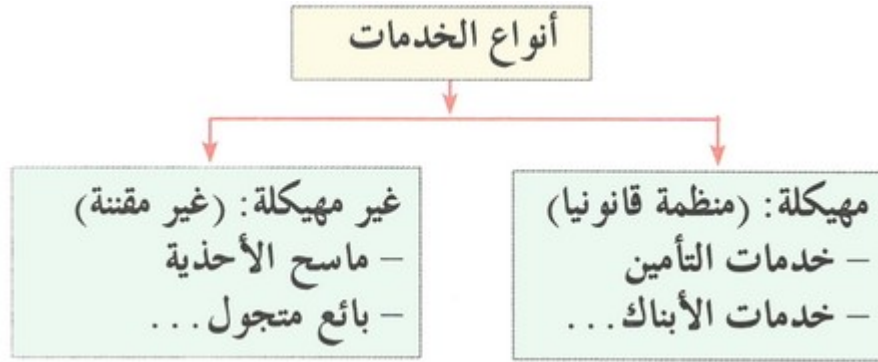 أنواع الخدمات
مهيكلة: (منظمة قانونيا)
– خدمات التأمين
– خدمات الأبناك...
غير مهيكلة: (غير مقننة)
– ماسح الأحذية
– بائع متجول...